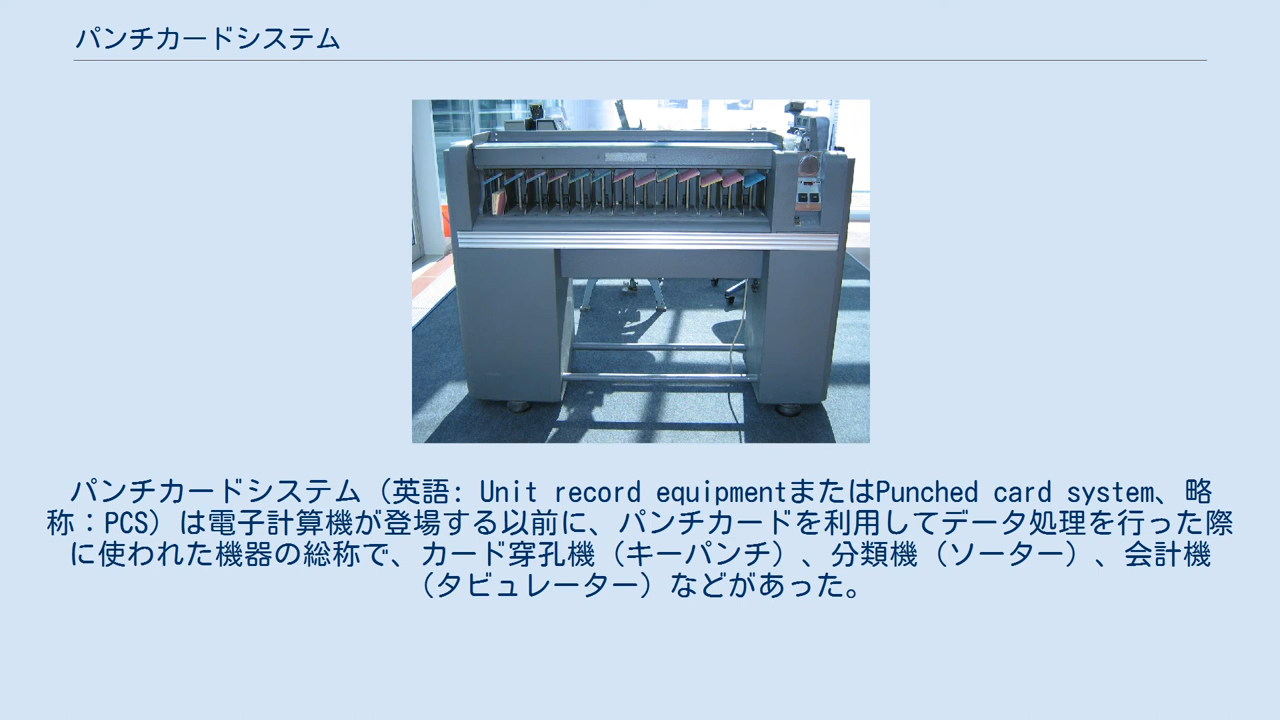 パンチカードシステム
パンチカードシステム（英語: Unit record equipmentまたはPunched card system、略
称：PCS）は電子計算機が登場する以前に、パンチカードを利用してデータ処理を行った際
に使われた機器の総称で、カード穿孔機（キーパンチ）、分類機（ソーター）、会計機
（タビュレーター）などがあった。